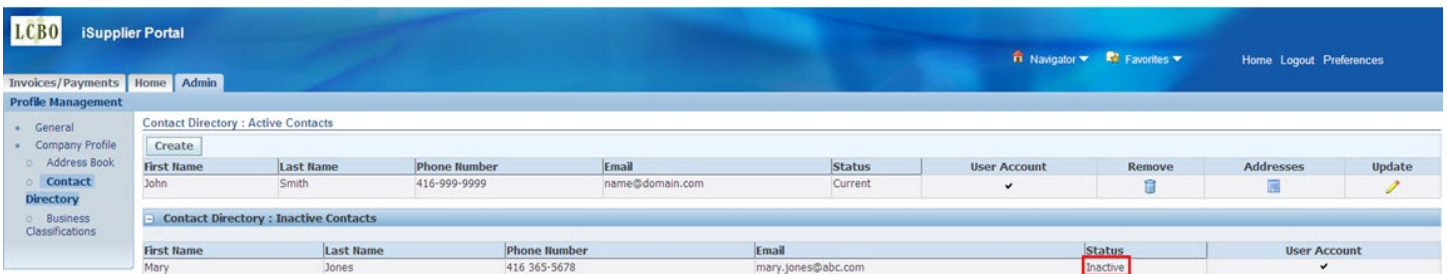 LCBO iSupplier Portal
Navigator Favorites Home Logout Preferences
Invoices/Payments Home Admin
Profile Management
General
Company Profile
Address Book
Contact
Directory
Business
Classifications
Contact Directory : Active Contacts
Create
First Name Last Name Phone Number Email Status User Account Remove Addresses Update
John Smith 416-999-9999 name@domain.com Current
Contact Directory : Inactive Contacts
First Name Last Name Phone Number Email Status User Account
Mary Jones 416 365-5678 mary.jones@abc.com Inactive